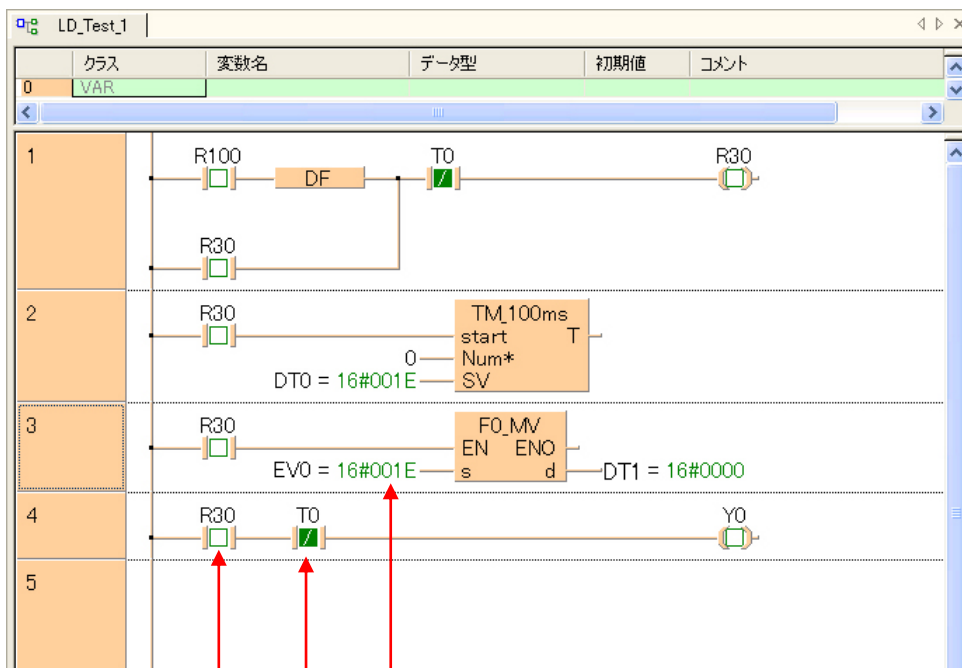 LD_Test_1
クラス 変数名 データ型 初期値 コメント
0 VAR
1
R100 T0 R30
DF
R30
2
R30 TM_100ms
start T
0 Num*
DT0 = 16#001E SV
3
R30 F0_MV
EN ENO
EV0 = 16#001E s d DT1 = 16#0000
4
R30 T0 Y0
5